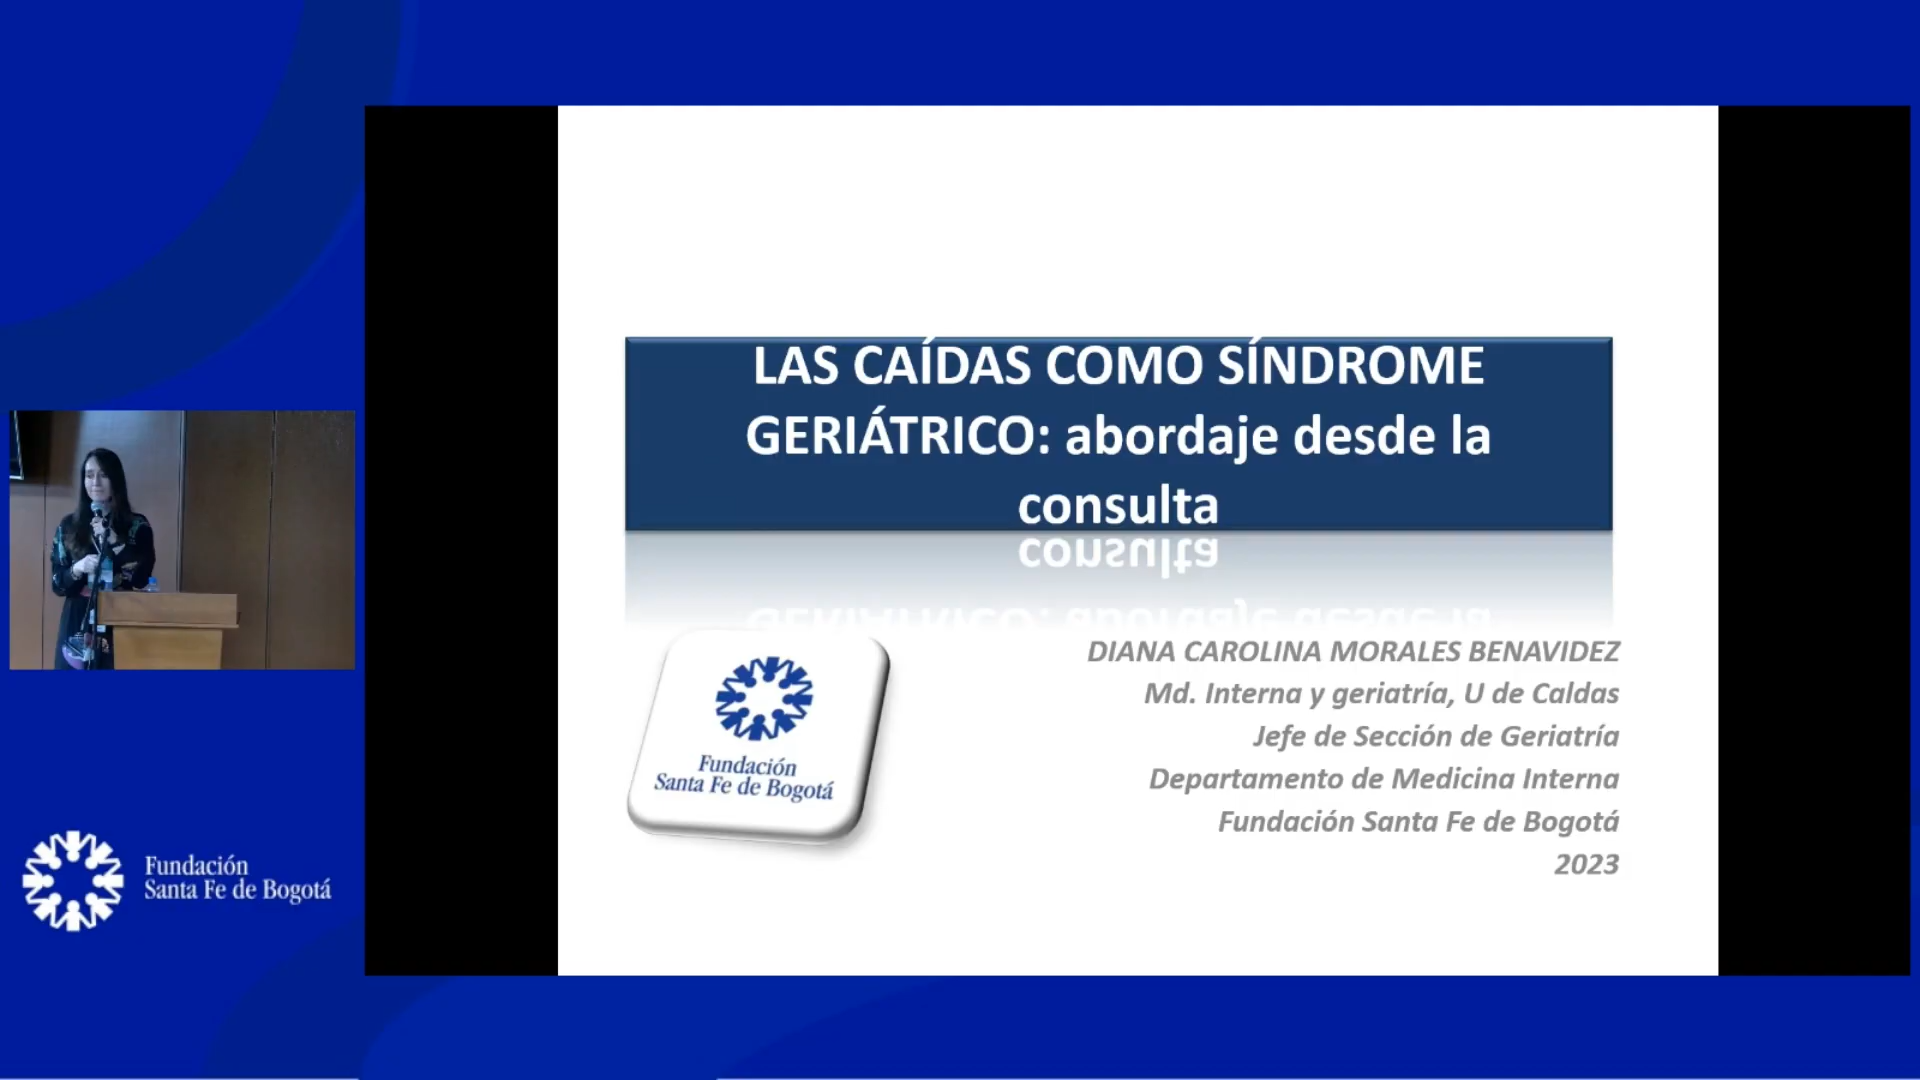 LAS CAÍDAS COMO SÍNDROME
GERIÁTRICO: abordaje desde la
consulta
DIANA CAROLINA MORALES BENAVIDEZ
Md. Interna y geriatría, U de Caldas
Jefe de Sección de Geriatría
Departamento de Medicina Interna
Fundación Santa Fe de Bogotá
2023
Fundación
Santa Fe de Bogotá
Fundación
Santa Fe de Bogotá